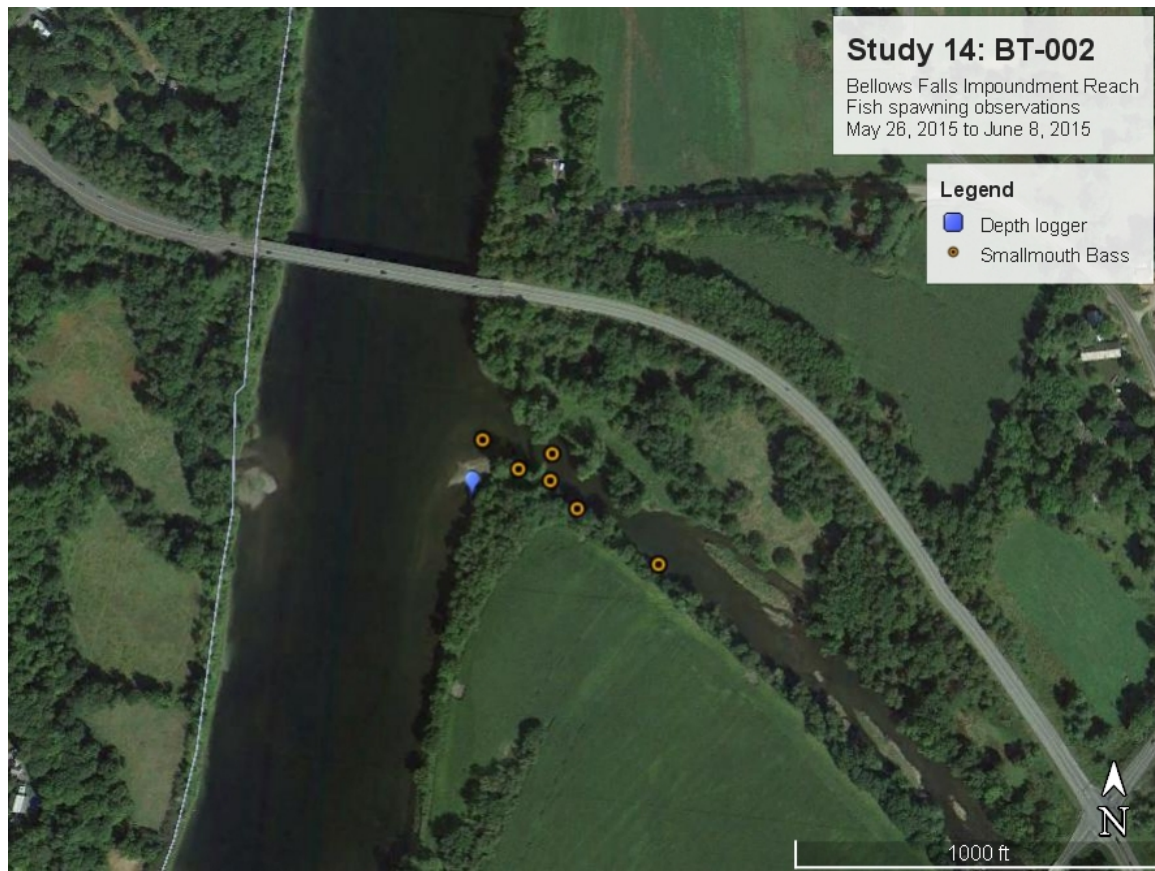 Study 14: BT-002
Bellows Falls Impoundment Reach
Fish spawning observations
May 26, 2015 to June 8, 2015
Legend
Depth logger
Smallmouth Bass
N
1000 ft